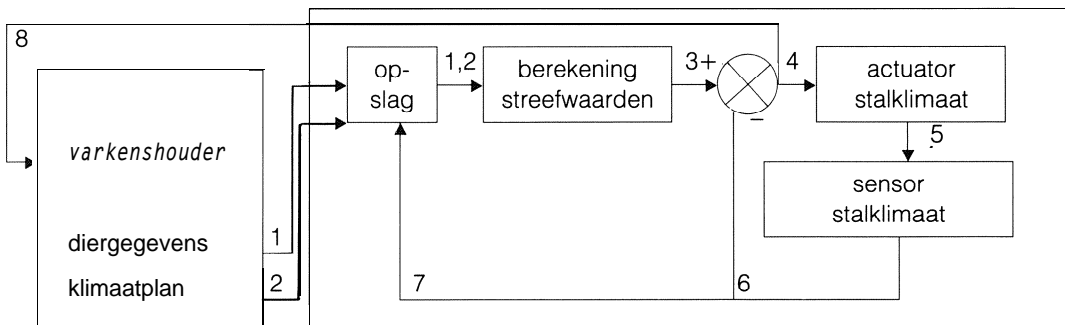 8
op-
slag
1,2
berekening
streefwaarden
3+
−
4
actuator
stalklimaat
5
sensor
stalklimaat
varkenshouder
diergegevens
1
klimaatplan
2
7
6